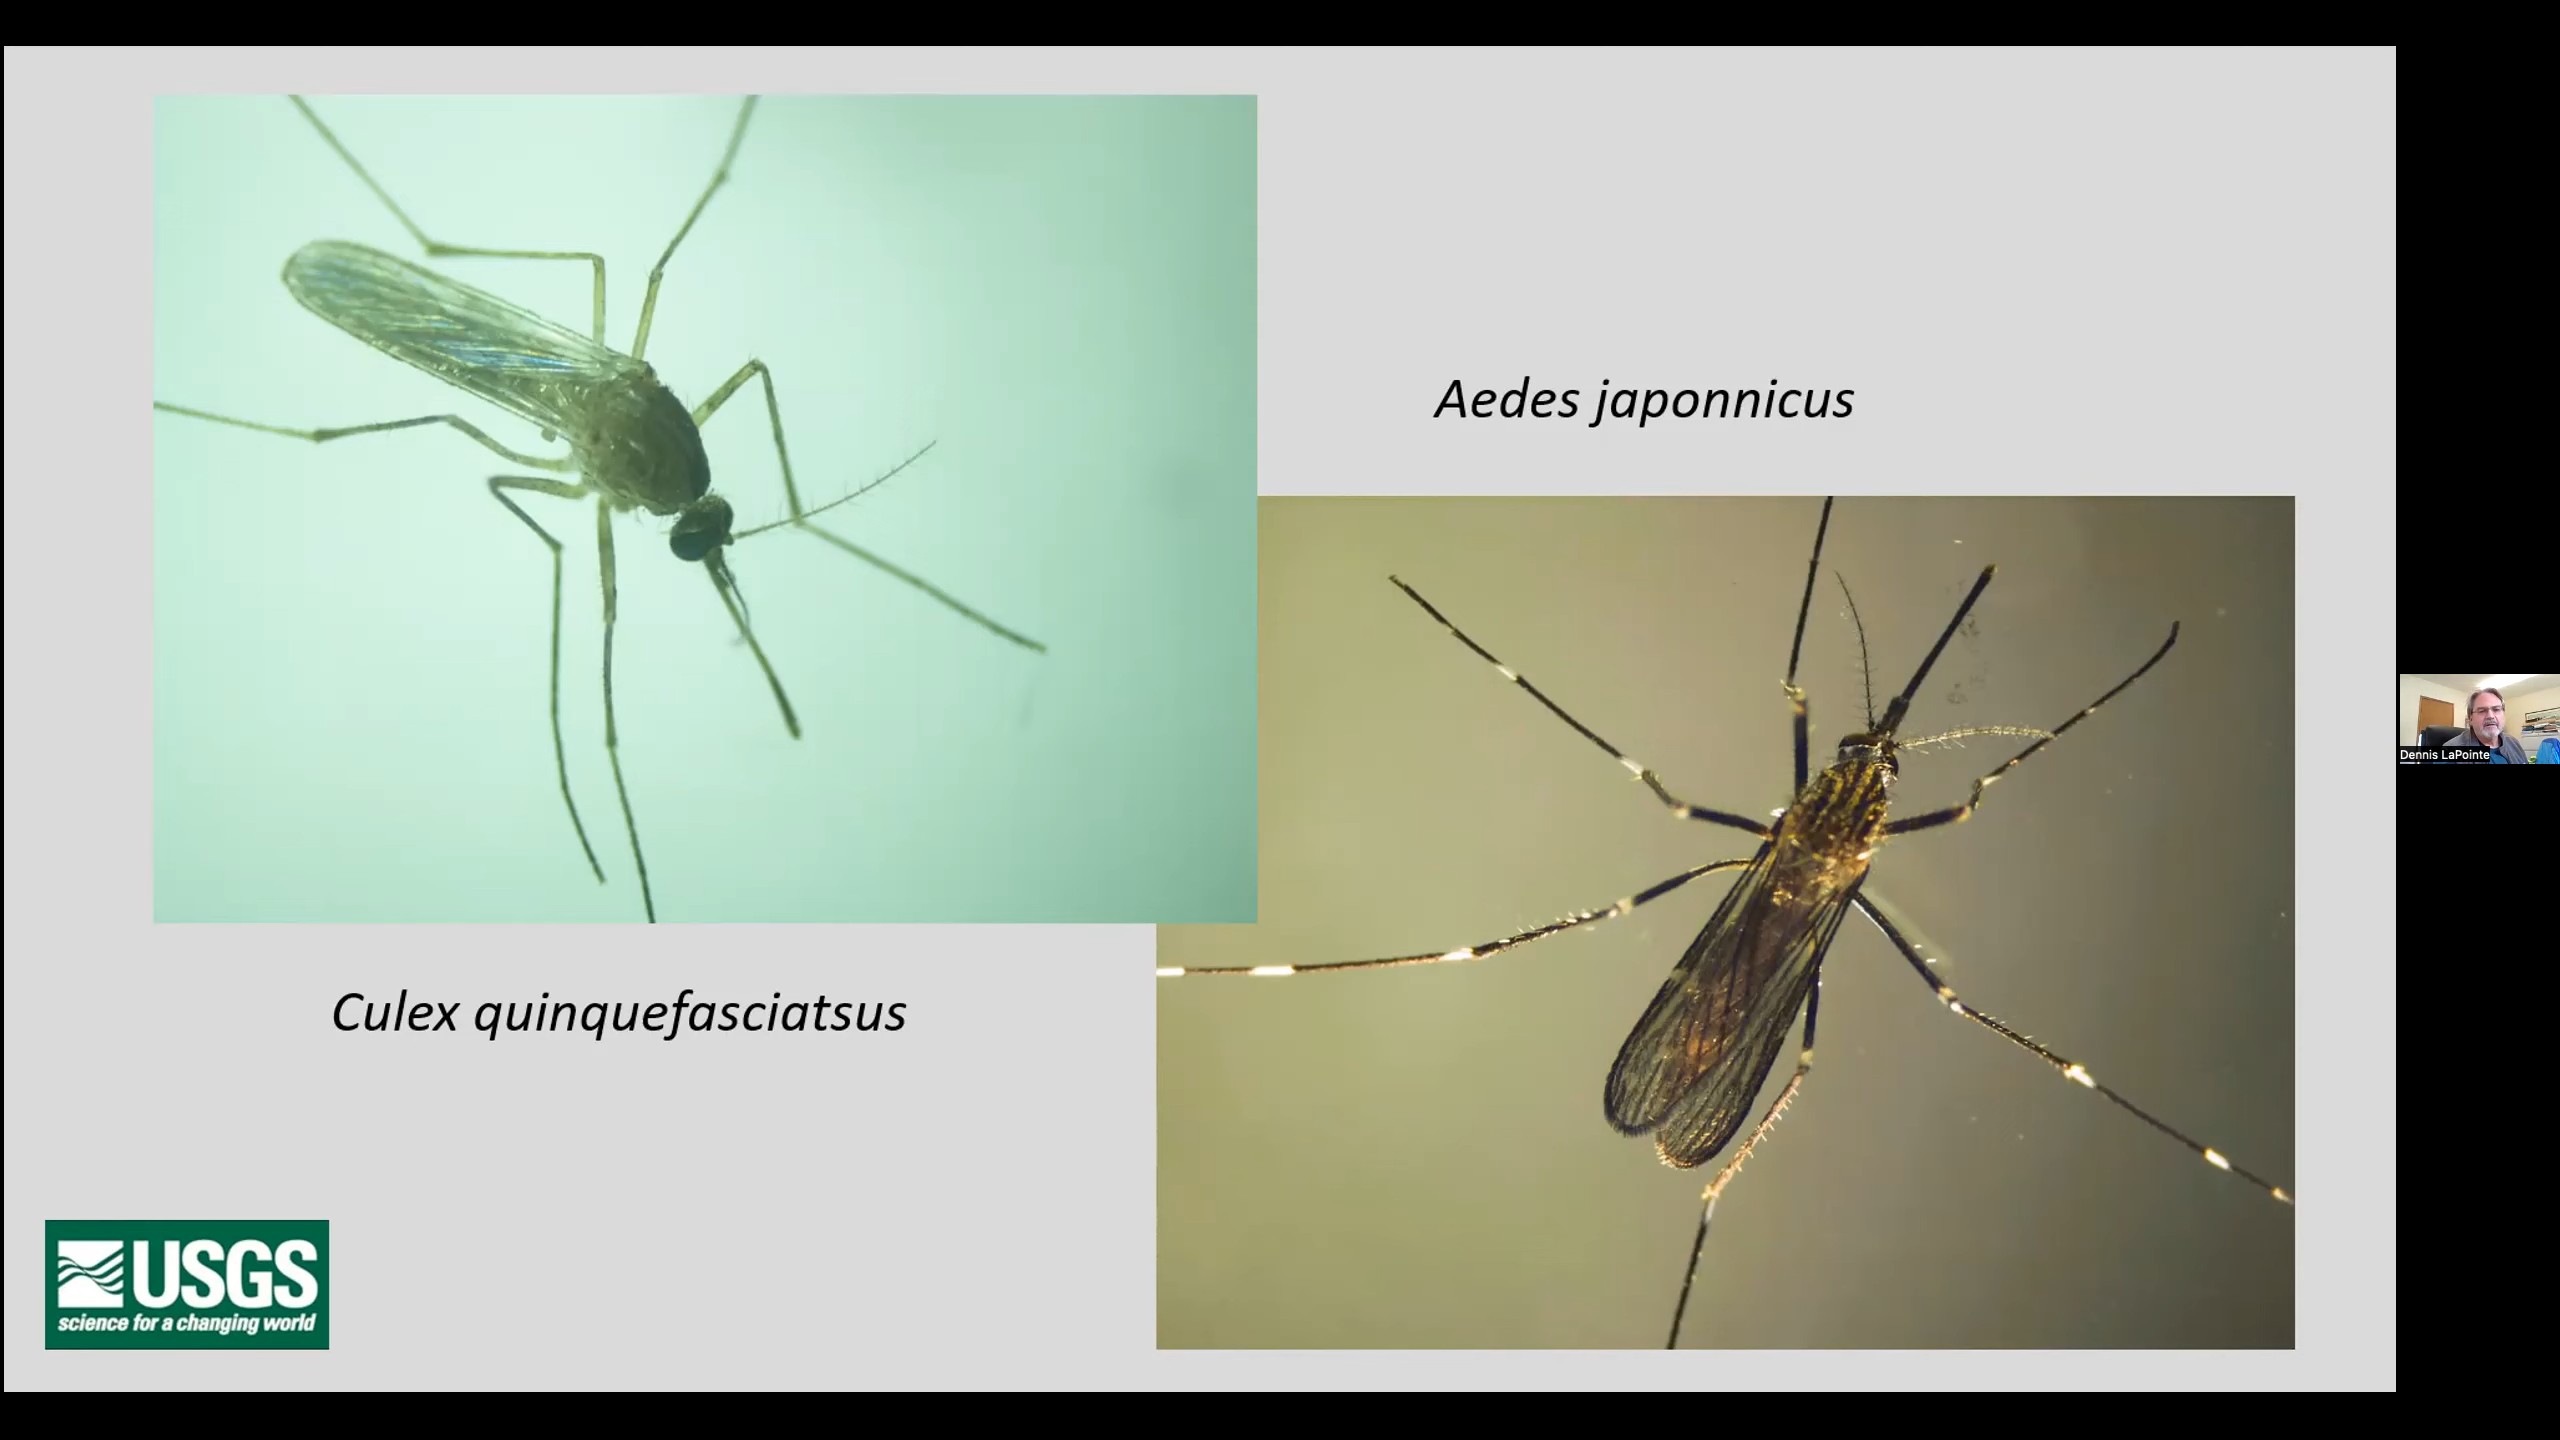 Aedes japonnicus
Culex quinquefasciatsus
USGS
science for a changing world
Dennis LaPointe